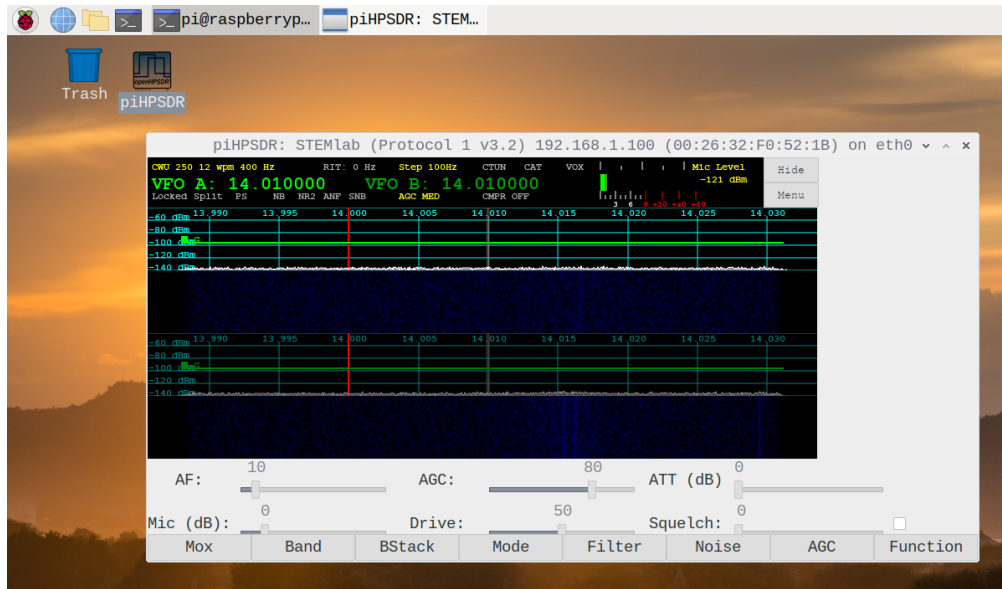 pi@raspberryp… piHPSDR: STEM…
openHPSDR
Trash
piHPSDR
piHPSDR: STEMlab (Protocol 1 v3.2) 192.168.1.100 (00:26:32:F0:52:1B) on eth0
CWU 250 12 wpm 400 Hz RIT: 0 Hz Step 100Hz CTUN CAT VOX Mic Level Hide
VFO A: 14.010000 VFO B: 14.010000 -121 dBm
Locked Split PS NB NR2 ANF SNB AGC MED CMPR OFF Menu
3 6 9 +20 +40 +60
-60 dBm 13.990 13.995 14.000 14.005 14.010 14.015 14.020 14.025 14.030
-80 dBm
-100 dBm -G
-120 dBm
-140 dBm
-60 dBm 13.990 13.995 14.000 14.005 14.010 14.015 14.020 14.025 14.030
-80 dBm
-100 dBm -G
-120 dBm
-140 dBm
10 80 0
AF: AGC: ATT (dB)
0 50 0
Mic (dB): Drive: Squelch:
Mox Band BStack Mode Filter Noise AGC Function